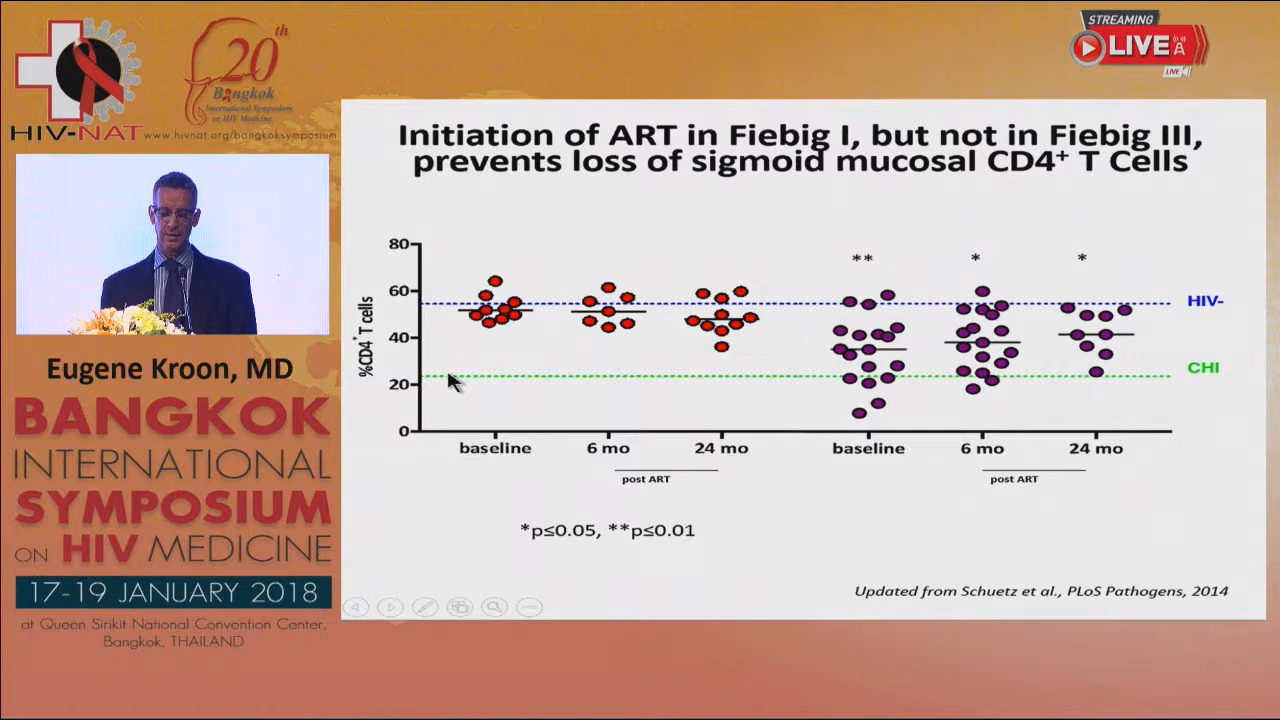 HIV-NAT
www.hivnat.org/bangkoksymposium
20th
Bangkok
International Symposium
on HIV Medicine
STREAMING
LIVE
LIVE
Initiation of ART in Fiebig I, but not in Fiebig III,
prevents loss of sigmoid mucosal CD4+ T Cells
%CD4+T cells
80
60
40
20
0
** * *
HIV-
CHI
baseline 6 mo 24 mo baseline 6 mo 24 mo
post ART post ART
*p≤0.05, **p≤0.01
Updated from Schuetz et al., PLoS Pathogens, 2014
Eugene Kroon, MD
BANGKOK
INTERNATIONAL
SYMPOSIUM
ON HIV MEDICINE
17-19 JANUARY 2018
at Queen Sirikit National Convention Center,
Bangkok, THAILAND